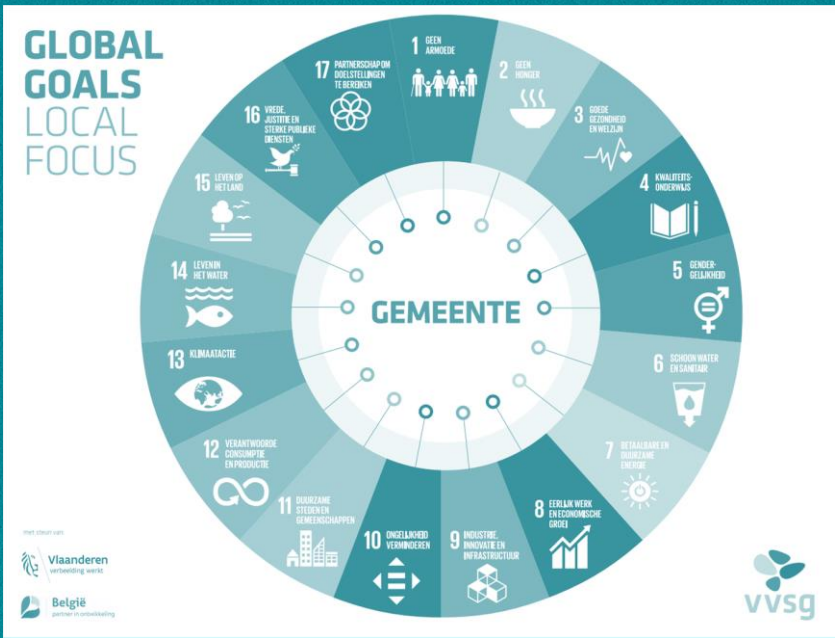 GLOBAL
GOALS
LOCAL
FOCUS
1 GEEN
ARMOEDE
2 GEEN
HONGER
3 GOEDE
GEZONDHEID
EN WELZIJN
4 KWALITEITS-
ONDERWIJS
5 GENDER-
GELIJKHEID
6 SCHOON WATER
EN SANITAIR
7 BETAALBARE EN
DUURZAME
ENERGIE
8 EERLIJK WERK
EN ECONOMISCHE
GROEI
9 INDUSTRIE,
INNOVATIE EN
INFRASTRUCTUUR
10 ONGELIJKHEID
VERMINDEREN
11 DUURZAME
STEDEN EN
GEMEENSCHAPPEN
12 VERANTWOORDE
CONSUMPTIE
EN PRODUCTIE
13 KLIMAATACTIE
14 LEVEN IN
HET WATER
15 LEVEN OP
HET LAND
16 VREDE,
JUSTITIE EN
STERKE PUBLIEKE
DIENSTEN
17 PARTNERSCHAP OM
DOELSTELLINGEN
TE BEREIKEN
GEMEENTE
met steun van
Vlaanderen
verbeelding werkt
België
partner in ontwikkeling
vvsg